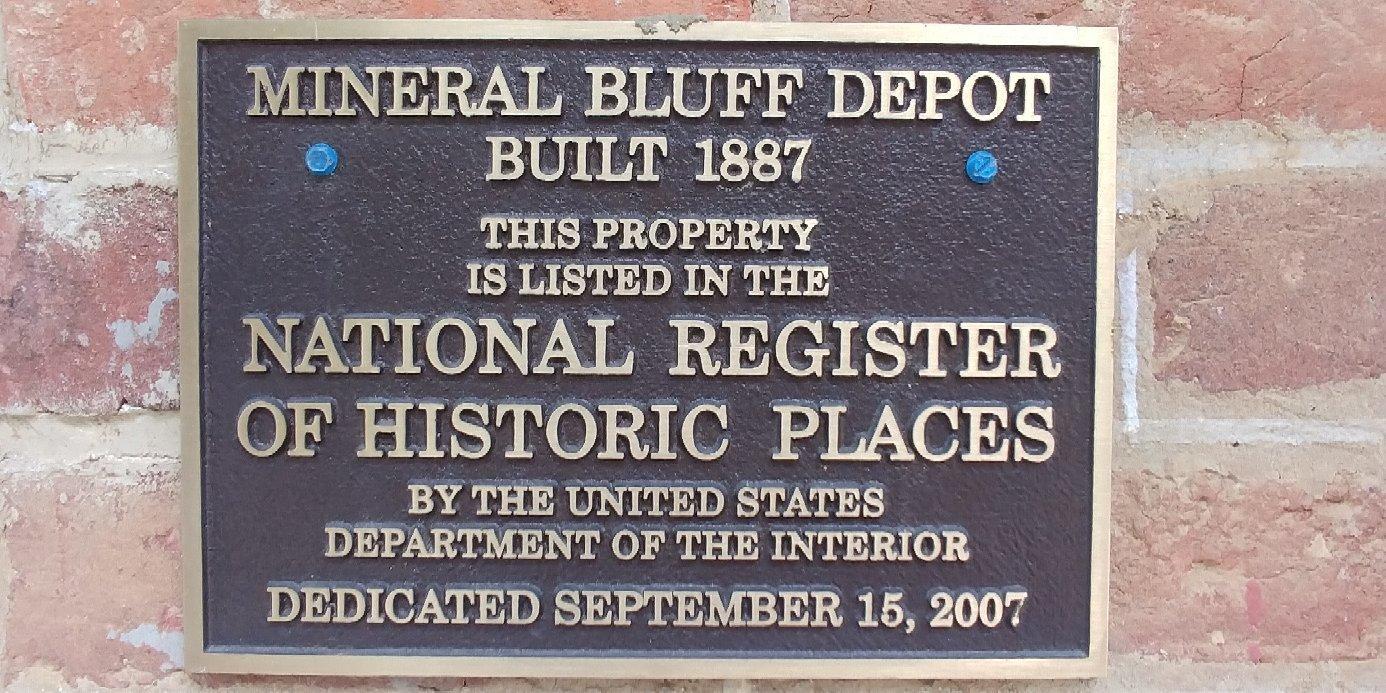 MINERAL BLUFF DEPOT
BUILT 1887
THIS PROPERTY
IS LISTED IN THE
NATIONAL REGISTER
OF HISTORIC PLACES
BY THE UNITED STATES
DEPARTMENT OF THE INTERIOR
DEDICATED SEPTEMBER 15, 2007